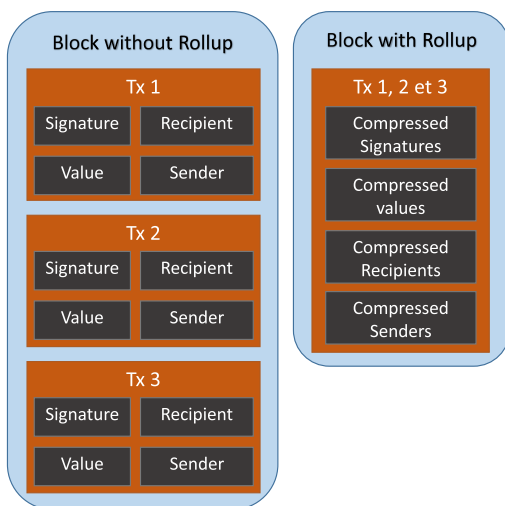 Block without Rollup
Tx 1
Signature
Recipient
Value
Sender
Tx 2
Signature
Recipient
Value
Sender
Tx 3
Signature
Recipient
Value
Sender
Block with Rollup
Tx 1, 2 et 3
Compressed
Signatures
Compressed
values
Compressed
Recipients
Compressed
Senders